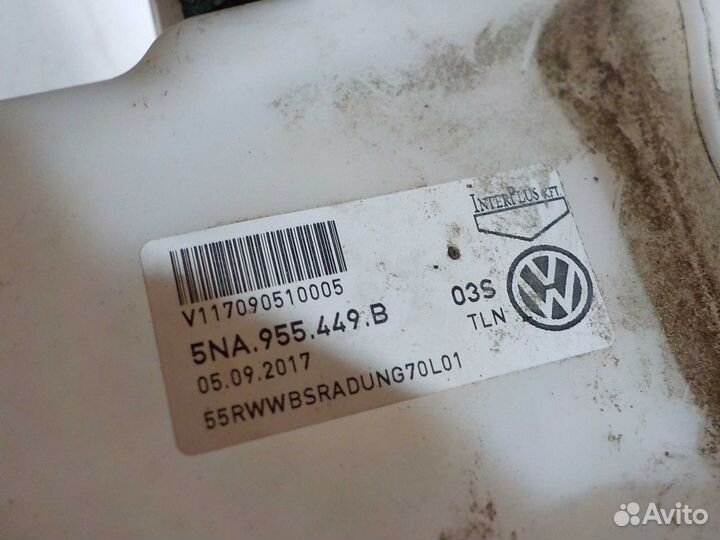 INTERPLUS KFT.
V117090510005
5NA.955.449.B
03S
TLN
05.09.2017
55RWWBSRADUNG70L01
Avito